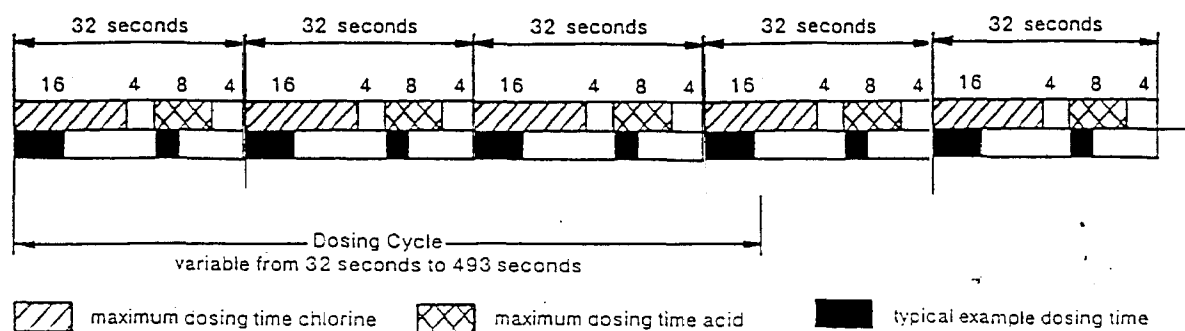 32 seconds 32 seconds 32 seconds 32 seconds 32 seconds
16 4 8 4 16 4 8 4 16 4 8 4 16 4 8 4 16 4 8 4
Dosing Cycle
variable from 32 seconds to 493 seconds
maximum dosing time chlorine maximum dosing time acid typical example dosing time